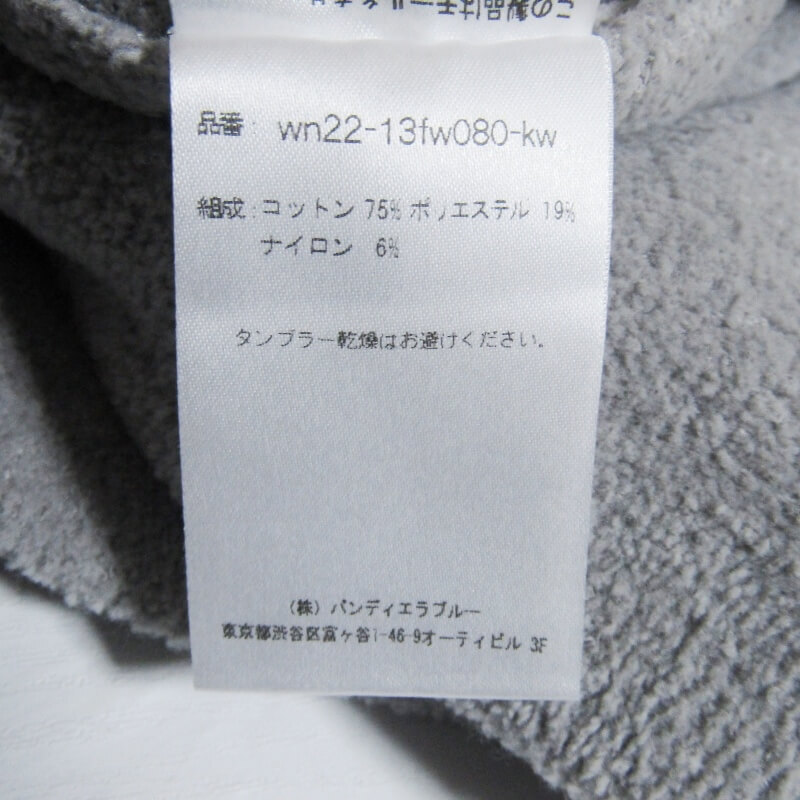 品番: wn22-13fw080-kw
組成:コットン 75% ポリエステル 19%
ナイロン 6%
タンブラー乾燥はお避けください。
(株) バンディエラブルー
東京都渋谷区富ヶ谷1-46-9オーティビル 3F